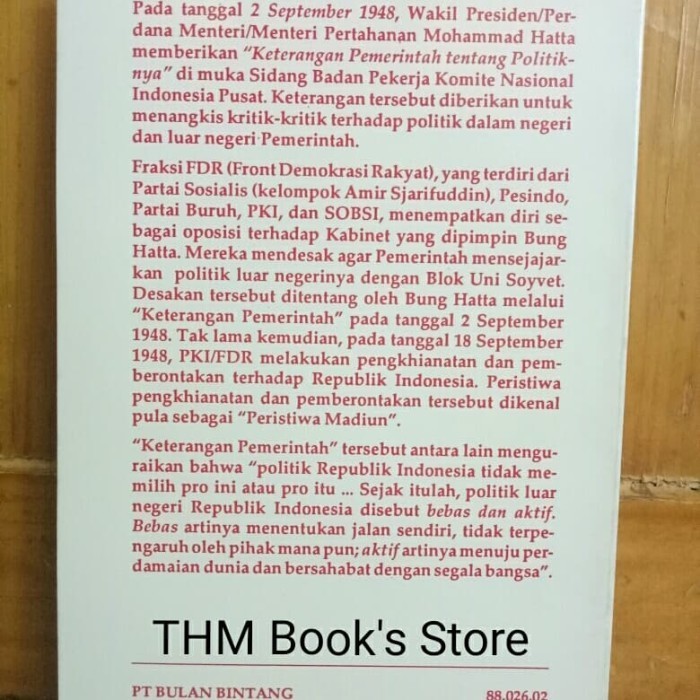 Pada tanggal 2 September 1948, Wakil Presiden/Per-
dana Menteri/Menteri Pertahanan Mohammad Hatta
memberikan “Keterangan Pemerintah tentang Politik-
nya” di muka Sidang Badan Pekerja Komite Nasional
Indonesia Pusat. Keterangan tersebut diberikan untuk
menangkis kritik-kritik terhadap politik dalam negeri
dan luar negeri Pemerintah.
Fraksi FDR (Front Demokrasi Rakyat), yang terdiri dari
Partai Sosialis (kelompok Amir Sjarifuddin), Pesindo,
Partai Buruh, PKI, dan SOBSI, menempatkan diri se-
bagai oposisi terhadap Kabinet yang dipimpin Bung
Hatta. Mereka mendesak agar Pemerintah mensejajar-
kan politik luar negerinya dengan Blok Uni Soyvet.
Desakan tersebut ditentang oleh Bung Hatta melalui
“Keterangan Pemerintah” pada tanggal 2 September
1948. Tak lama kemudian, pada tanggal 18 September
1948, PKI/FDR melakukan pengkhianatan dan pem-
berontakan terhadap Republik Indonesia. Peristiwa
pengkhianatan dan pemberontakan tersebut dikenal
pula sebagai “Peristiwa Madiun”.
“Keterangan Pemerintah” tersebut antara lain mengu-
raikan bahwa “politik Republik Indonesia tidak me-
milih pro ini atau pro itu ... Sejak itulah, politik luar
negeri Republik Indonesia disebut bebas dan aktif.
Bebas artinya menentukan jalan sendiri, tidak terpe-
ngaruh oleh pihak mana pun; aktif artinya menuju per-
damaian dunia dan bersahabat dengan segala bangsa”.
THM Book's Store
PT BULAN BINTANG 88.026.02